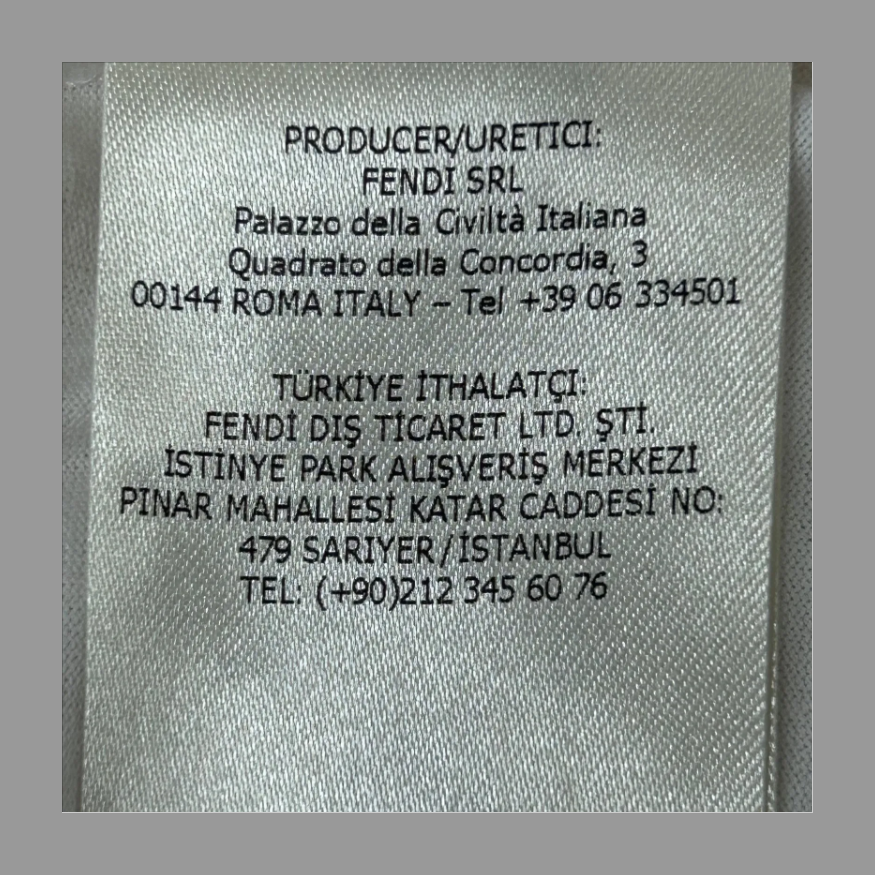 PRODUCER/URETICI:
FENDI SRL
Palazzo della Civiltà Italiana
Quadrato della Concordia, 3
00144 ROMA ITALY – Tel +39 06 334501
TÜRKİYE İTHALATÇI:
FENDİ DIŞ TİCARET LTD. ŞTİ.
İSTİNYE PARK ALIŞVERİŞ MERKEZİ
PINAR MAHALLESİ KATAR CADDESİ NO:
479 SARIYER/İSTANBUL
TEL: (+90)212 345 60 76